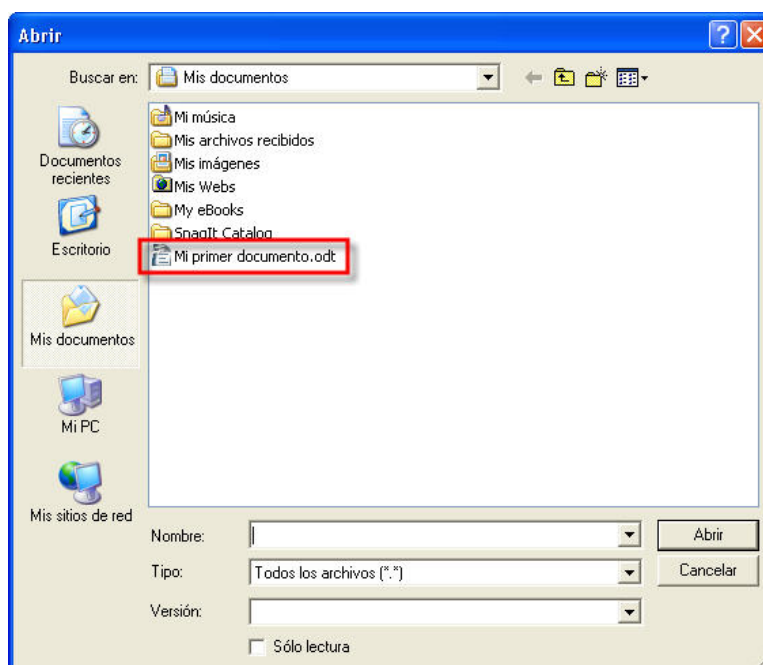 Abrir
Buscar en:
Mis documentos
Documentos
recientes
Escritorio
Mis documentos
Mi PC
Mis sitios de red
Mi música
Mis archivos recibidos
Mis imágenes
Mis Webs
My eBooks
SnagIt Catalog
Mi primer documento.odt
Nombre:
Abrir
Tipo:
Todos los archivos (*.*)
Cancelar
Versión:
Sólo lectura